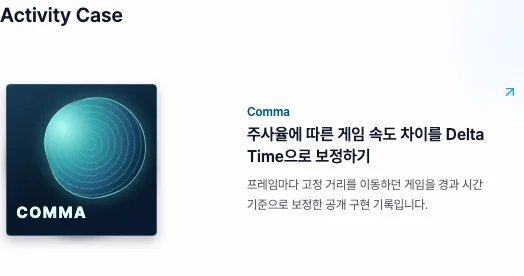 Activity Case
COMMA
Comma
주사율에 따른 게임 속도 차이를 Delta
Time으로 보정하기
프레임마다 고정 거리를 이동하던 게임을 경과 시간
기준으로 보정한 공개 구현 기록입니다.